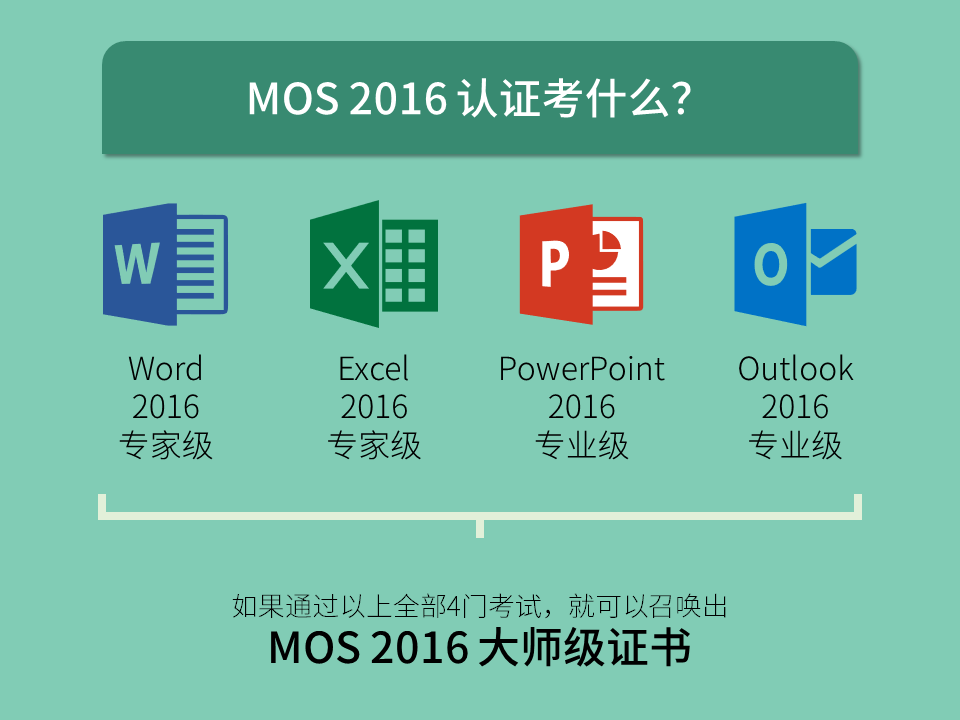 MOS 2016 认证考什么?
W
X
P
O
Word
2016
专家级
Excel
2016
专家级
PowerPoint
2016
专业级
Outlook
2016
专业级
如果通过以上全部4门考试，就可以召唤出
MOS 2016 大师级证书